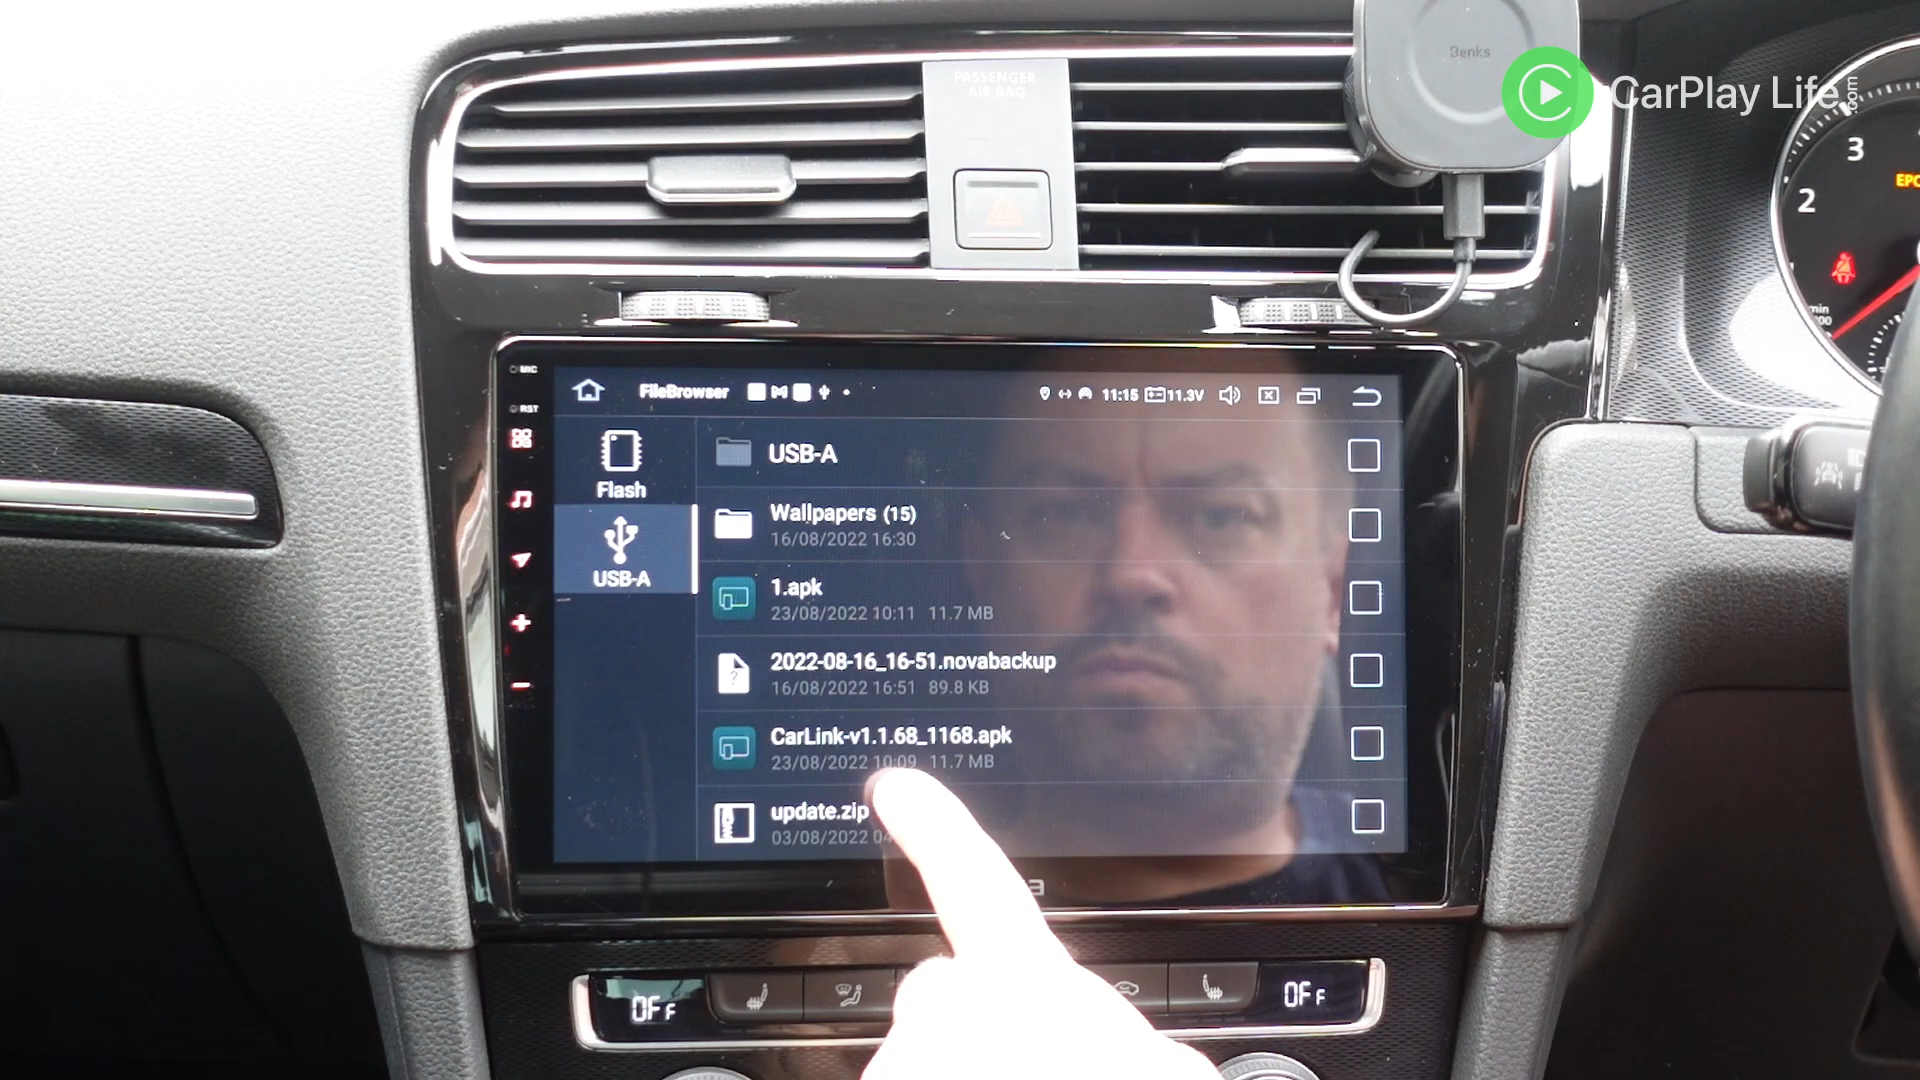 PASSENGER
AIR BAG
Benks
CarPlay Life.com
3
2
EPC
MIC
RST
FileBrowser
11:15 11.3V
Flash
USB-A
USB-A
Wallpapers (15)
16/08/2022 16:30
1.apk
23/08/2022 10:11 11.7 MB
2022-08-16_16-51.novabackup
16/08/2022 16:51 89.8 KB
CarLink-v1.1.68_1168.apk
23/08/2022 10:09 11.7 MB
update.zip
03/08/2022 04
OFF
OFF